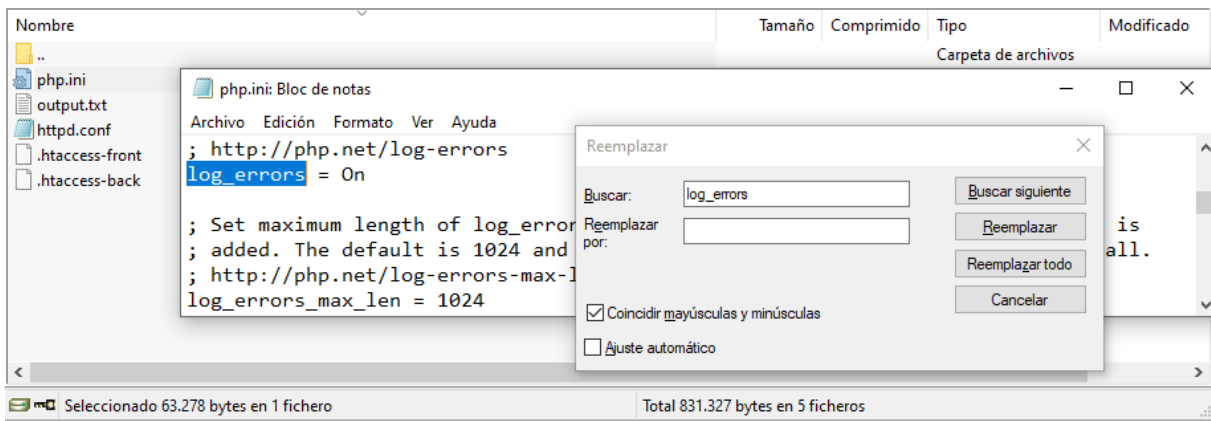 Nombre Tamaño Comprimido Tipo Modificado
.. Carpeta de archivos
php.ini
output.txt
httpd.conf
.htaccess-front
.htaccess-back
php.ini: Bloc de notas
Archivo Edición Formato Ver Ayuda
; http://php.net/log-errors
log_errors = On
; Set maximum length of log_error is
; added. The default is 1024 and all.
; http://php.net/log-errors-max-l
log_errors_max_len = 1024
Reemplazar
Buscar: log_errors Buscar siguiente
Reemplazar por: Reemplazar
Reemplazar todo
Cancelar
Coincidir mayúsculas y minúsculas
Ajuste automático
Seleccionado 63.278 bytes en 1 fichero Total 831.327 bytes en 5 ficheros